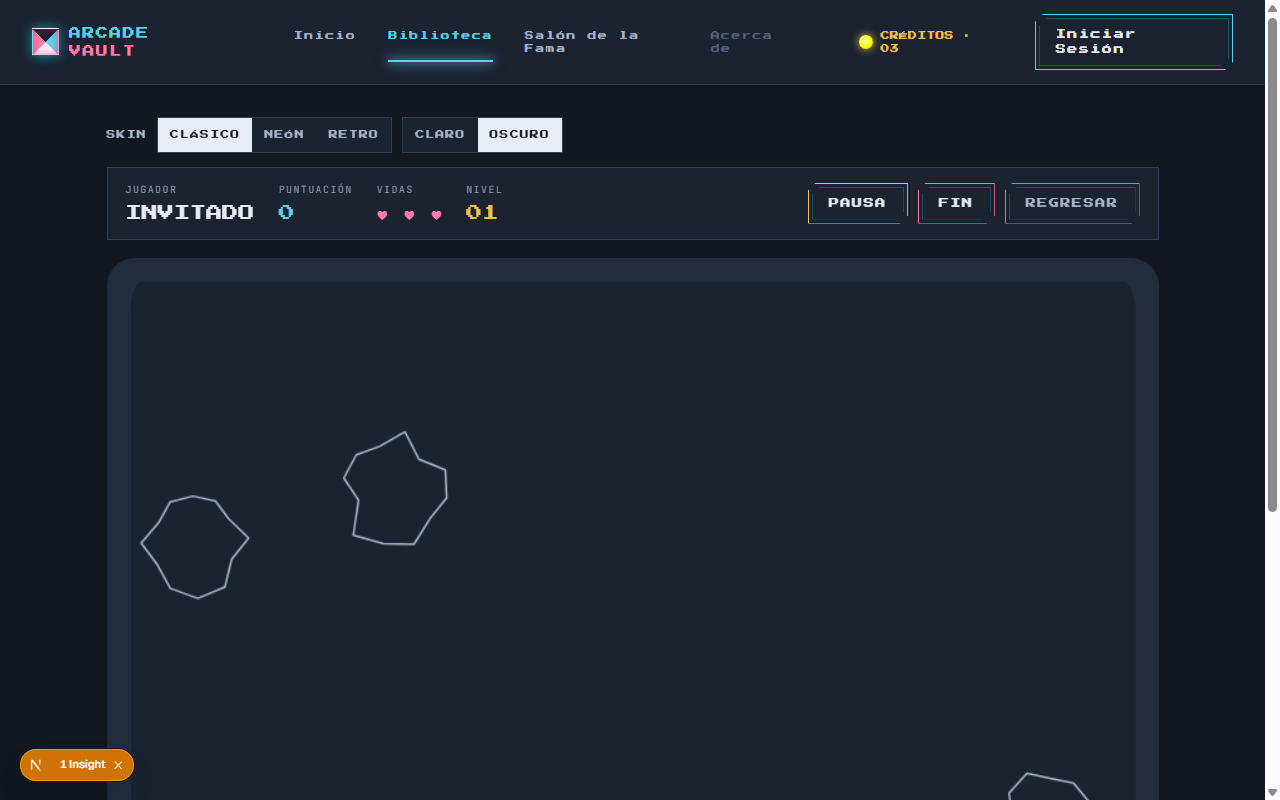 ARCADE
VAULT
Inicio
Biblioteca
Salón de la
Fama
Acerca
de
CRéDITOS ·
03
Iniciar
Sesión
SKIN
CLáSICO
NEóN
RETRO
CLARO
OSCURO
JUGADOR
INVITADO
PUNTUACIÓN
0
VIDAS
♥ ♥ ♥
NIVEL
01
PAUSA
FIN
REGRESAR
N
1 Insight ×